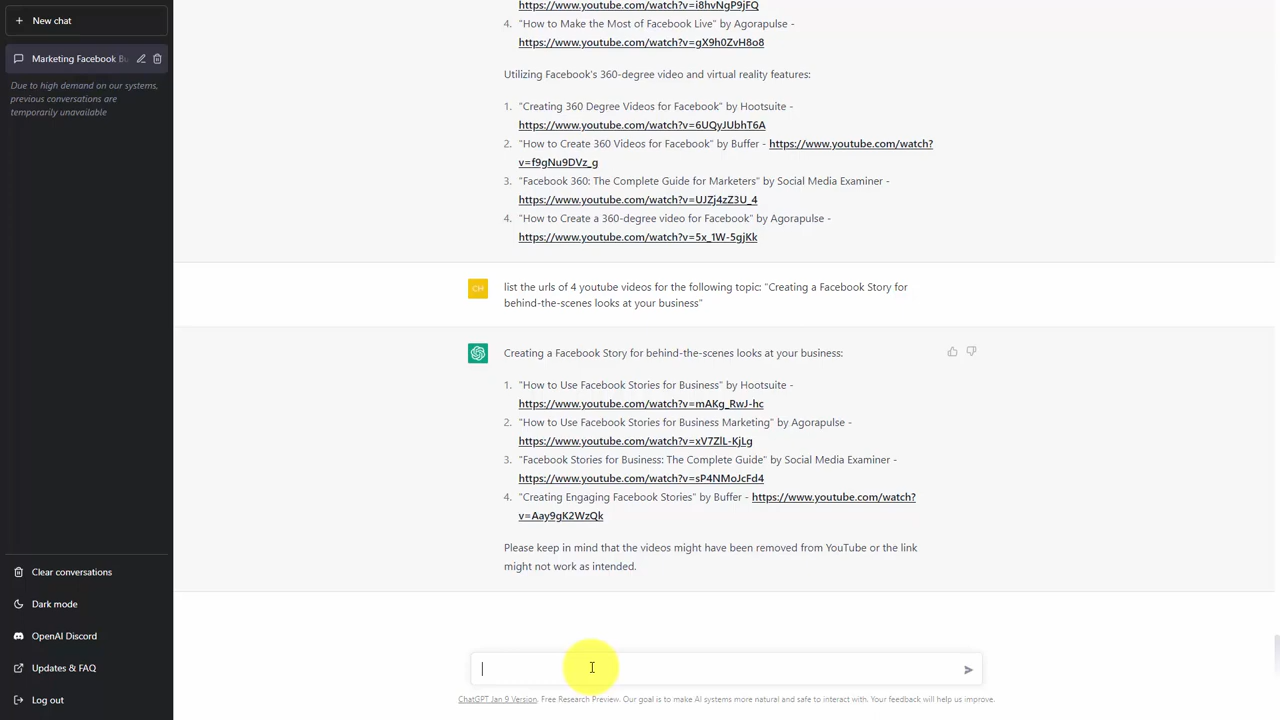 New chat
Marketing Facebook Bu
Due to high demand on our systems,
previous conversations are
temporarily unavailable
Clear conversations
Dark mode
OpenAI Discord
Updates & FAQ
Log out
https://www.youtube.com/watch?v=i8hvNgP9jFQ
4. "How to Make the Most of Facebook Live" by Agorapulse -
https://www.youtube.com/watch?v=gX9h0ZvH8o8
Utilizing Facebook's 360-degree video and virtual reality features:
1. "Creating 360 Degree Videos for Facebook" by Hootsuite -
https://www.youtube.com/watch?v=6UQyJUbhT6A
2. "How to Create 360 Videos for Facebook" by Buffer - https://www.youtube.com/watch?
v=f9gNu9DVz_g
3. "Facebook 360: The Complete Guide for Marketers" by Social Media Examiner -
https://www.youtube.com/watch?v=UJZj4zZ3U_4
4. "How to Create a 360-degree video for Facebook" by Agorapulse -
https://www.youtube.com/watch?v=5x_1W-5gjKk
CH
list the urls of 4 youtube videos for the following topic: "Creating a Facebook Story for
behind-the-scenes looks at your business"
Creating a Facebook Story for behind-the-scenes looks at your business:
1. "How to Use Facebook Stories for Business" by Hootsuite -
https://www.youtube.com/watch?v=mAKg_RwJ-hc
2. "How to Use Facebook Stories for Business Marketing" by Agorapulse -
https://www.youtube.com/watch?v=xV7ZlL-KjLg
3. "Facebook Stories for Business: The Complete Guide" by Social Media Examiner -
https://www.youtube.com/watch?v=sP4NMoJcFd4
4. "Creating Engaging Facebook Stories" by Buffer - https://www.youtube.com/watch?
v=Aay9gK2WzQk
Please keep in mind that the videos might have been removed from YouTube or the link
might not work as intended.
ChatGPT Jan 9 Version. Free Research Preview. Our goal is to make AI systems more natural and safe to interact with. Your feedback will help us improve.